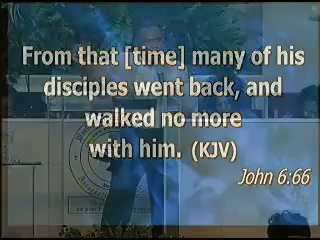 From that [time] many of his
disciples went back, and
walked no more
with him. (KJV)
John 6:66